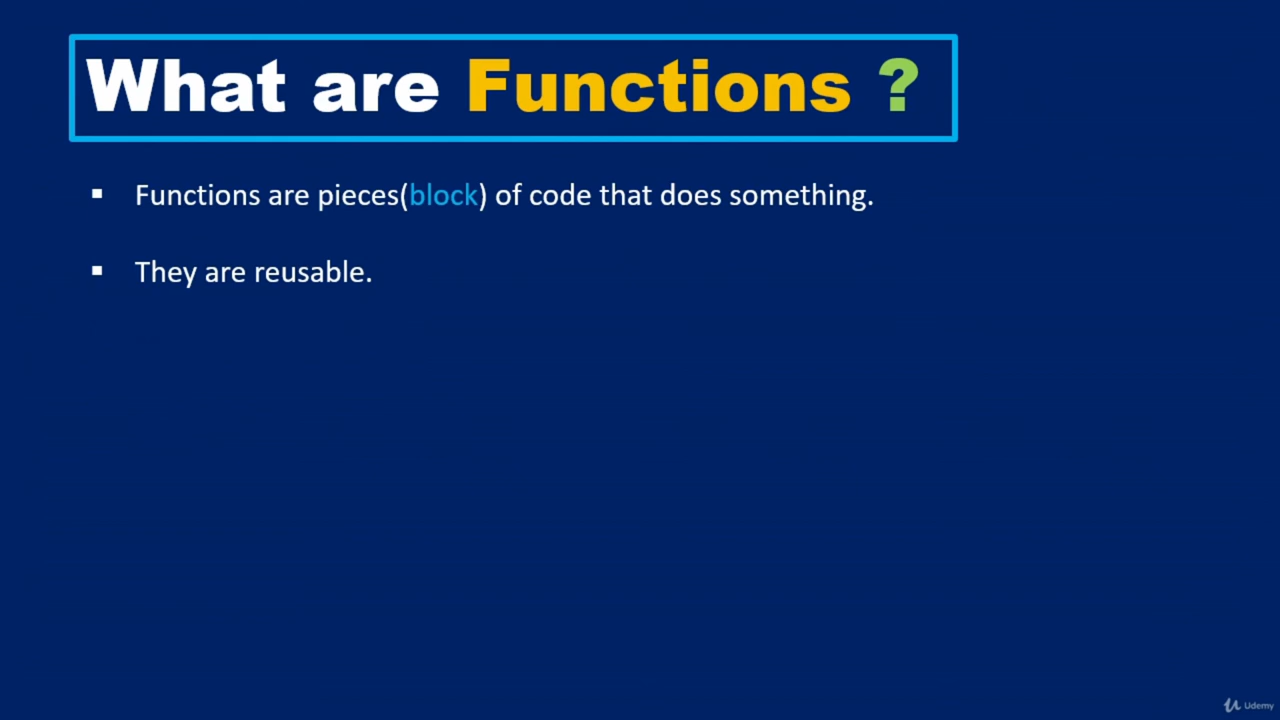 What are Functions ?
▪ Functions are pieces(block) of code that does something.
▪ They are reusable.
Udemy